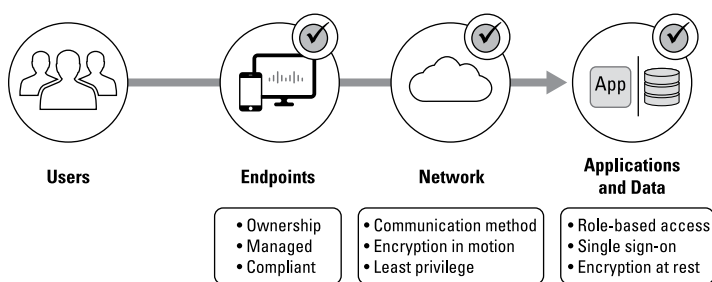 App
Users
Endpoints
Network
Applications
and Data
• Ownership
• Managed
• Compliant
• Communication method
• Encryption in motion
• Least privilege
• Role-based access
• Single sign-on
• Encryption at rest